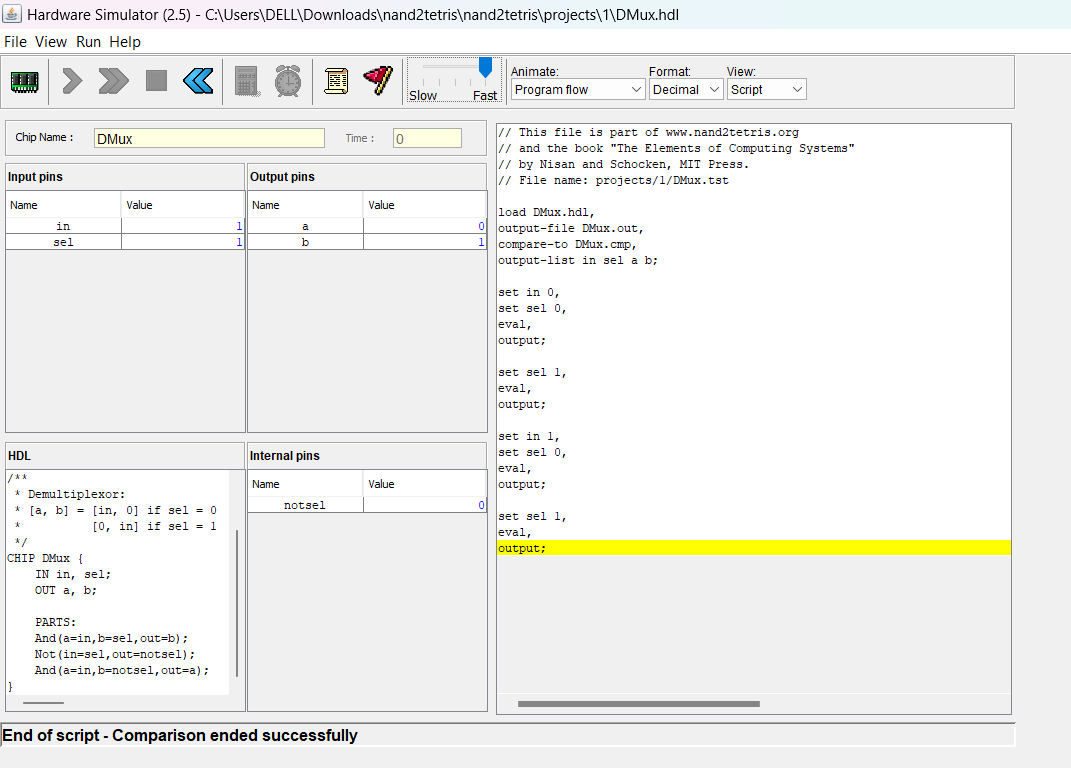 Hardware Simulator (2.5) - C:\Users\DELL\Downloads\nand2tetris\nand2tetris\projects\1\DMux.hdl
File View Run Help
Slow Fast
Animate: Format: View:
Program flow Decimal Script
Chip Name : DMux Time : 0
Input pins
Name Value
in 1
sel 1
Output pins
Name Value
a 0
b 1
HDL
/**
* Demultiplexor:
* [a, b] = [in, 0] if sel = 0
* [0, in] if sel = 1
*/
CHIP DMux {
IN in, sel;
OUT a, b;
PARTS:
And(a=in,b=sel,out=b);
Not(in=sel,out=notsel);
And(a=in,b=notsel,out=a);
}
Internal pins
Name Value
notsel 0
// This file is part of www.nand2tetris.org
// and the book "The Elements of Computing Systems"
// by Nisan and Schocken, MIT Press.
// File name: projects/1/DMux.tst
load DMux.hdl,
output-file DMux.out,
compare-to DMux.cmp,
output-list in sel a b;
set in 0,
set sel 0,
eval,
output;
set sel 1,
eval,
output;
set in 1,
set sel 0,
eval,
output;
set sel 1,
eval,
output;
End of script - Comparison ended successfully